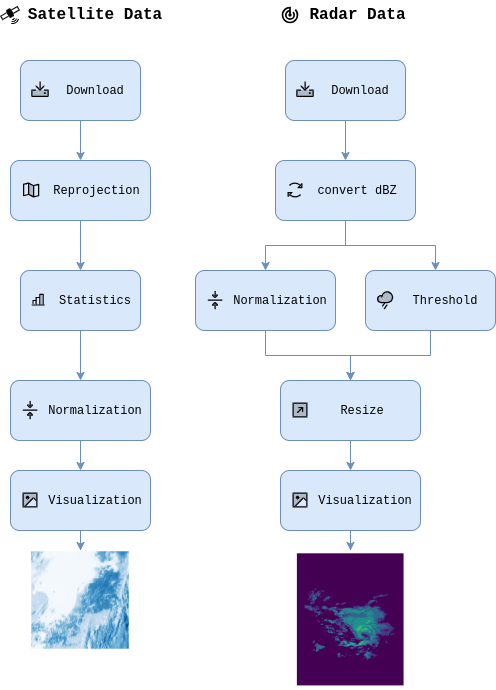 Satellite Data
Radar Data
Download
Download
Reprojection
convert dBZ
Statistics
Normalization
Threshold
Normalization
Resize
Visualization
Visualization